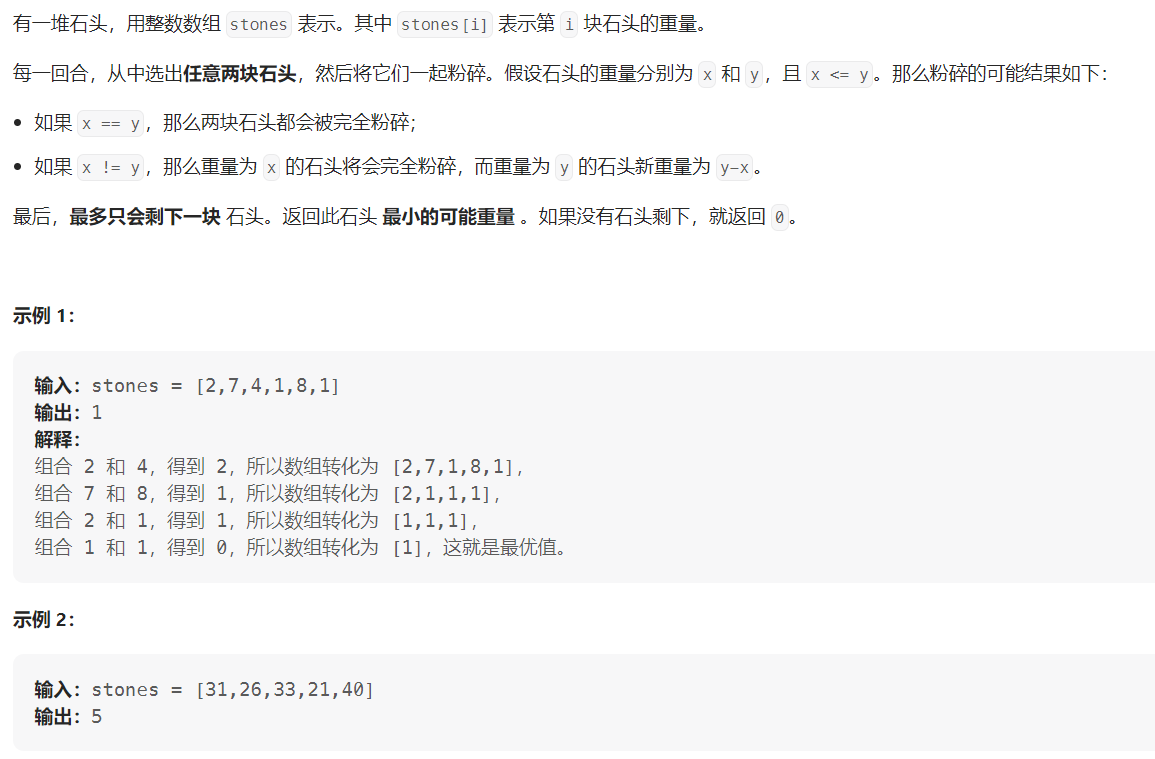 有一堆石头，用整数数组 stones 表示。其中 stones[i] 表示第 i 块石头的重量。
每一回合，从中选出任意两块石头，然后将它们一起粉碎。假设石头的重量分别为 x 和 y，且 x <= y。那么粉碎的可能结果如下：
• 如果 x == y，那么两块石头都会被完全粉碎；
• 如果 x != y，那么重量为 x 的石头将会完全粉碎，而重量为 y 的石头新重量为 y-x。
最后，最多只会剩下一块 石头。返回此石头 最小的可能重量 。如果没有石头剩下，就返回 0。
示例 1：
输入：stones = [2,7,4,1,8,1]
输出：1
解释：
组合 2 和 4，得到 2，所以数组转化为 [2,7,1,8,1]，
组合 7 和 8，得到 1，所以数组转化为 [2,1,1,1]，
组合 2 和 1，得到 1，所以数组转化为 [1,1,1]，
组合 1 和 1，得到 0，所以数组转化为 [1]，这就是最优值。
示例 2：
输入：stones = [31,26,33,21,40]
输出：5